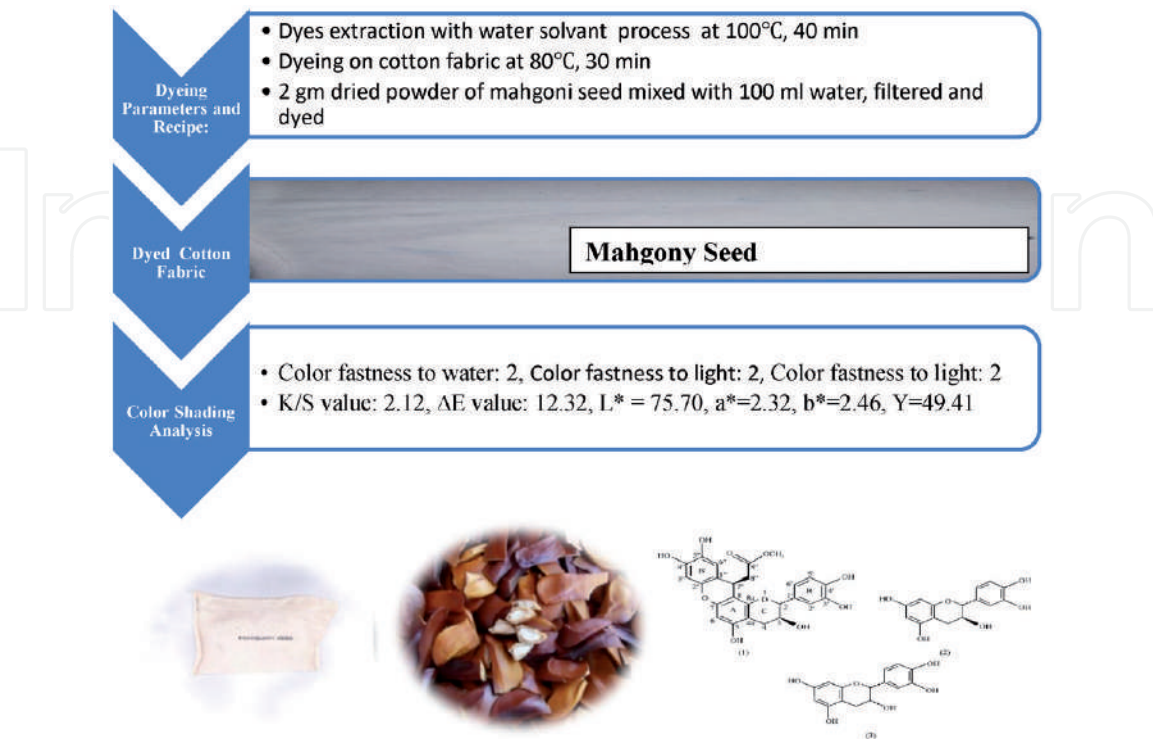 Dyeing
Parameters and
Recipe:
• Dyes extraction with water solvant process at 100℃, 40 min
• Dyeing on cotton fabric at 80℃, 30 min
• 2 gm dried powder of mahgoni seed mixed with 100 ml water, filtered and
dyed
Dyed Cotton
Fabric
Mahgony Seed
Color Shading
Analysis
• Color fastness to water: 2, Color fastness to light: 2, Color fastness to light: 2
• K/S value: 2.12, ΔE value: 12.32, L* = 75.70, a*=2.32, b*=2.46, Y=49.41
(1)
(2)
(3)